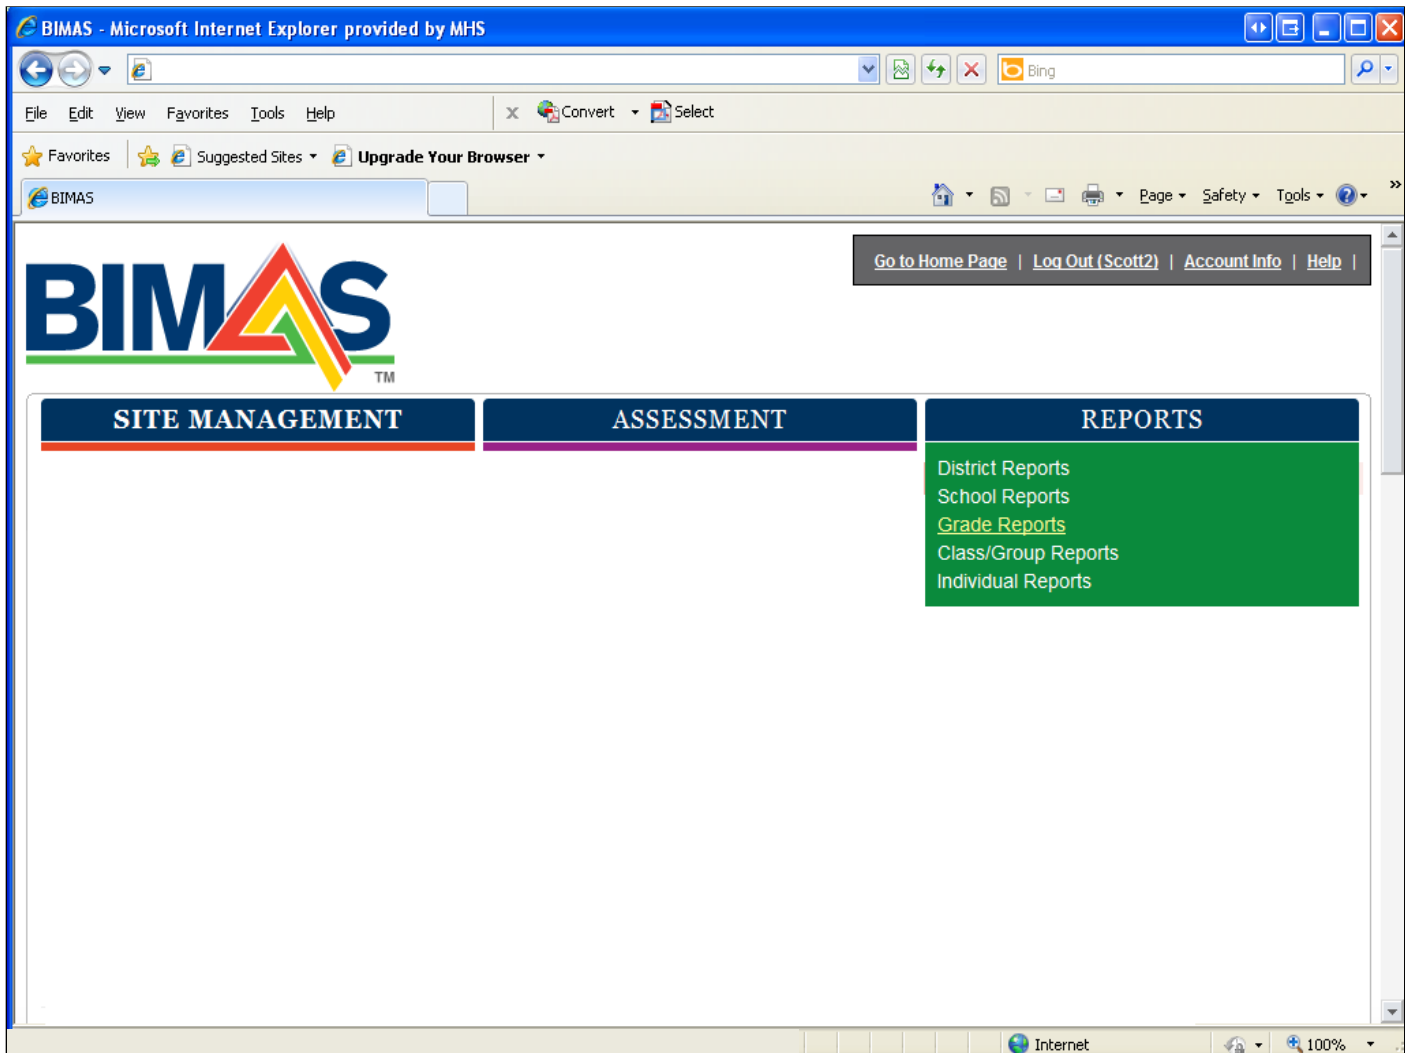 BIMAS - Microsoft Internet Explorer provided by MHS
Bing
File Edit View Favorites Tools Help x Convert Select
Favorites Suggested Sites Upgrade Your Browser
BIMAS Page Safety Tools »
Go to Home Page | Log Out (Scott2) | Account Info | Help |
BIMAS
TM
SITE MANAGEMENT ASSESSMENT REPORTS
District Reports
School Reports
Grade Reports
Class/Group Reports
Individual Reports
Internet 100%